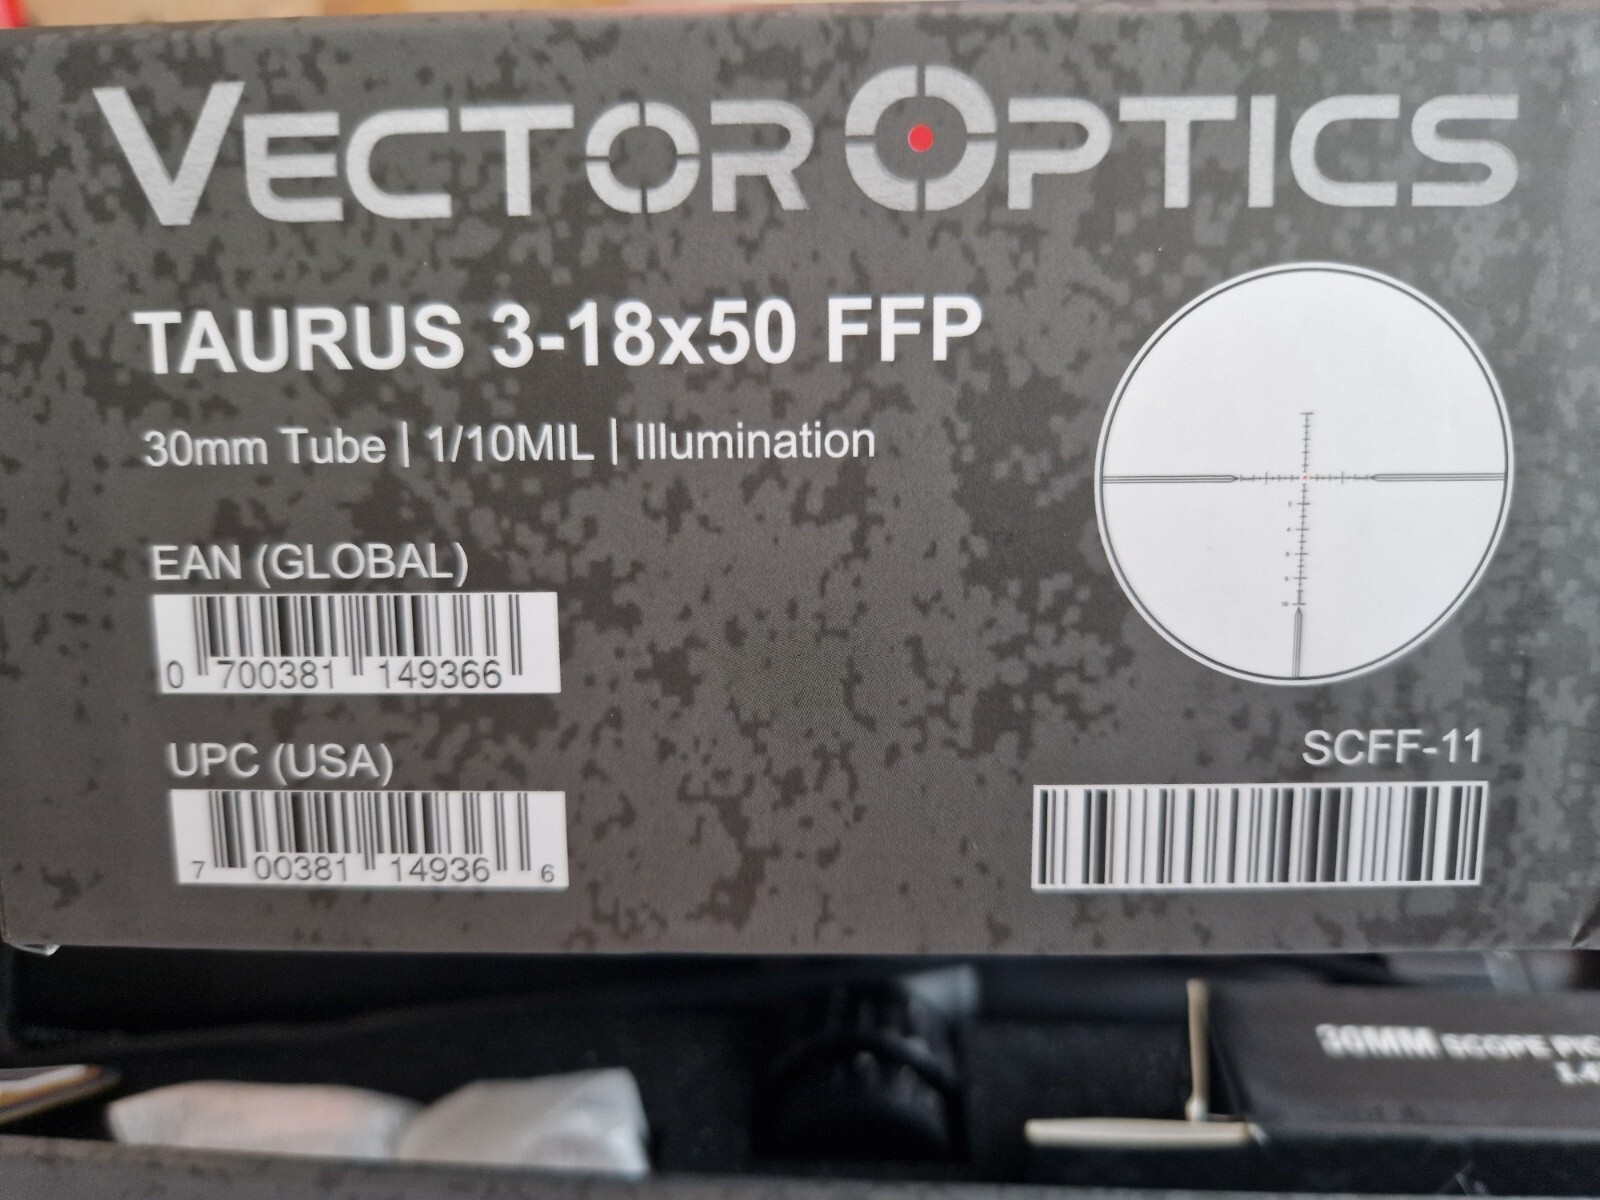 VECTOR OPTICS
TAURUS 3-18x50 FFP
30mm Tube | 1/10MIL | Illumination
EAN (GLOBAL)
0 700381 149366
UPC (USA)
7 00381 14936 6
SCFF-11
30MM SCOPE